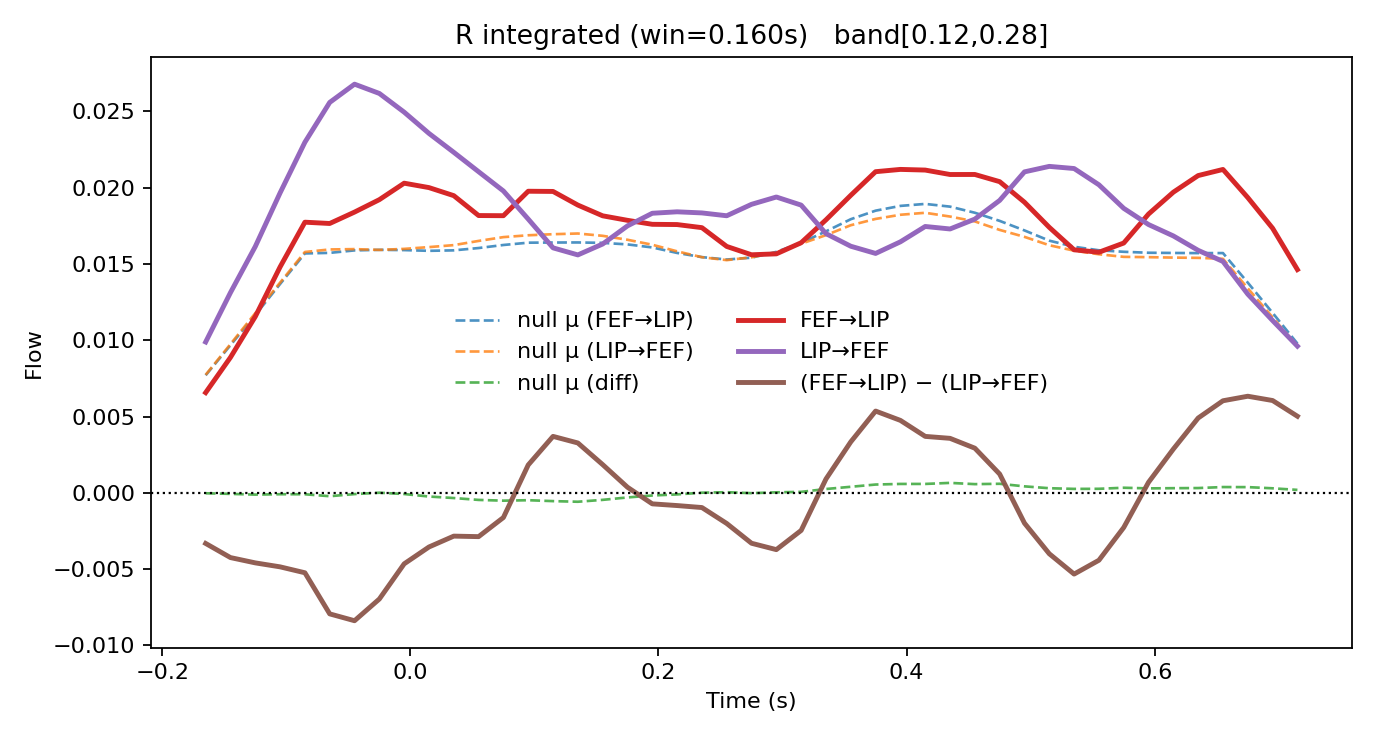 R integrated (win=0.160s)   band[0.12,0.28]
Flow
0.025
0.020
0.015
0.010
0.005
0.000
−0.005
−0.010
null µ (FEF→LIP)
null µ (LIP→FEF)
null µ (diff)
FEF→LIP
LIP→FEF
(FEF→LIP) − (LIP→FEF)
−0.2
0.0
0.2
0.4
0.6
Time (s)